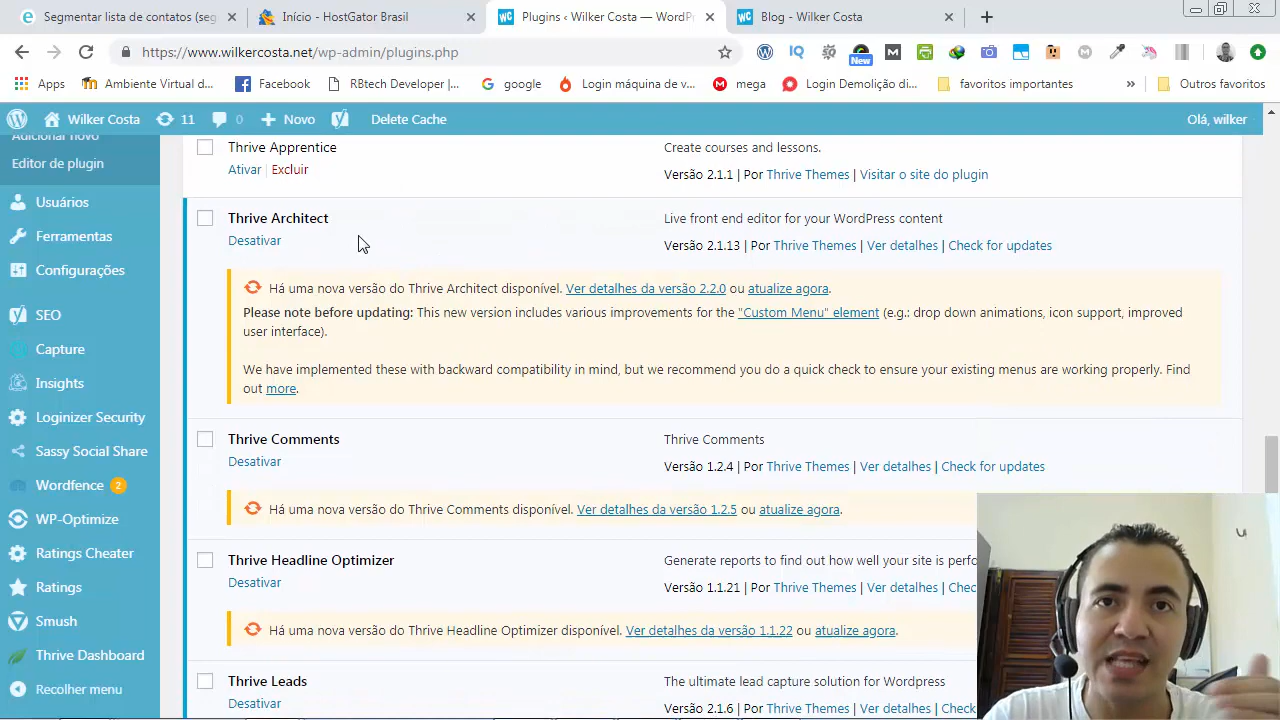 Segmentar lista de contatos (seg
Início - HostGator Brasil
Plugins ‹ Wilker Costa — WordPr
Blog - Wilker Costa
https://www.wilkercosta.net/wp-admin/plugins.php
New
Apps
Ambiente Virtual d...
Facebook
RBtech Developer |...
google
Login máquina de v...
mega
Login Demolição di...
favoritos importantes
Outros favoritos
Wilker Costa
11
0
Novo
Delete Cache
Olá, wilker
Adicionar novo
Editor de plugin
Usuários
Ferramentas
Configurações
SEO
Capture
Insights
Loginizer Security
Sassy Social Share
Wordfence 2
WP-Optimize
Ratings Cheater
Ratings
Smush
Thrive Dashboard
Recolher menu
Thrive Apprentice
Ativar | Excluir
Create courses and lessons.
Versão 2.1.1 | Por Thrive Themes | Visitar o site do plugin
Thrive Architect
Desativar
Live front end editor for your WordPress content
Versão 2.1.13 | Por Thrive Themes | Ver detalhes | Check for updates
Há uma nova versão do Thrive Architect disponível. Ver detalhes da versão 2.2.0 ou atualize agora.
Please note before updating: This new version includes various improvements for the "Custom Menu" element (e.g.: drop down animations, icon support, improved
user interface).
We have implemented these with backward compatibility in mind, but we recommend you do a quick check to ensure your existing menus are working properly. Find
out more.
Thrive Comments
Desativar
Thrive Comments
Versão 1.2.4 | Por Thrive Themes | Ver detalhes | Check for updates
Há uma nova versão do Thrive Comments disponível. Ver detalhes da versão 1.2.5 ou atualize agora.
Thrive Headline Optimizer
Desativar
Generate reports to find out how well your site is perfo
Versão 1.1.21 | Por Thrive Themes | Ver detalhes | Chec
Há uma nova versão do Thrive Headline Optimizer disponível. Ver detalhes da versão 1.1.22 ou atualize agora.
Thrive Leads
Desativar
The ultimate lead capture solution for Wordpress
Versão 2.1.6 | Por Thrive Themes | Ver detalhes | Check